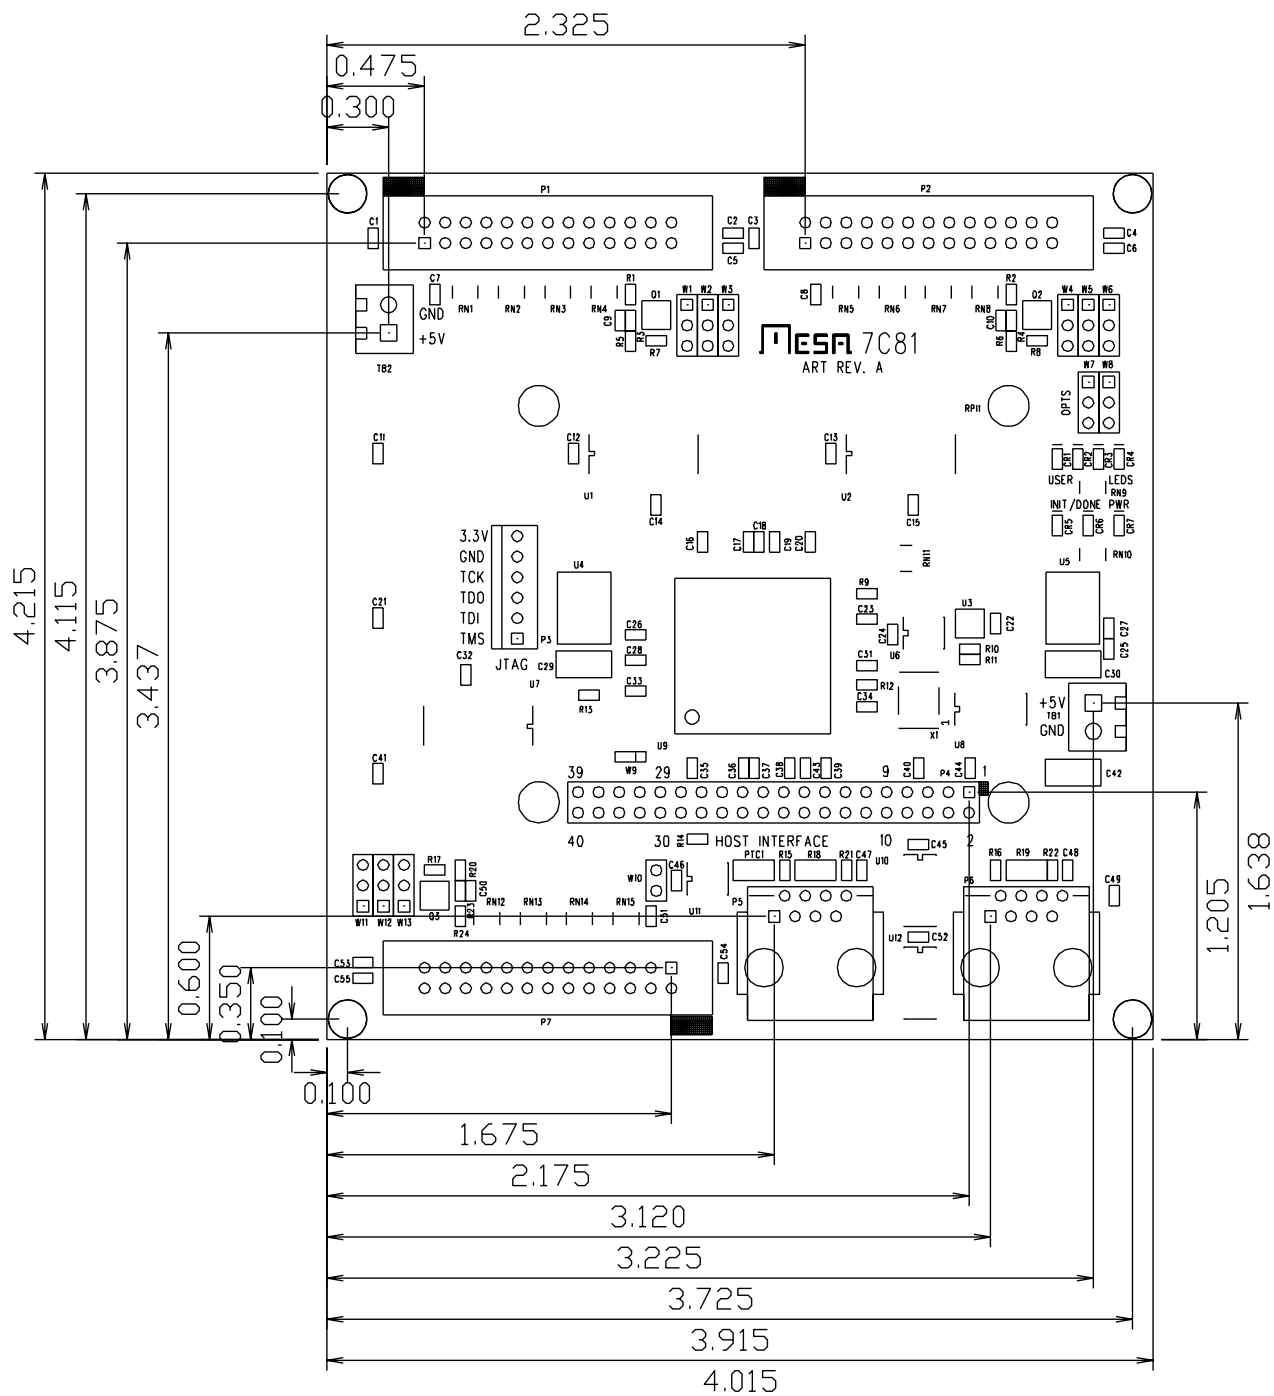 2.325
0.475
0.300
P1
P2
C1
C2
C3
C4
C5
C6
C7
RN1
RN2
RN3
RN4
R1
C8
RN5
RN6
RN7
RN8
R2
GND
+5V
TB2
C9
R5
Q1
R3
R7
W1
W2
W3
MESA 7C81
ART REV. A
C10
R6
Q2
R4
R8
W4
W5
W6
W7
W8
OPTS
RP11
C11
C12
C13
U1
U2
C14
C15
CR1
CR2
CR3
CR4
USER
LEDS
RN9
INIT/DONE PWR
CR5
CR6
CR7
RN10
3.3V
GND
TCK
TDO
TDI
TMS
P3
JTAG
C16
C17
C18
C19
C20
RN11
U4
U5
C21
R9
C23
C24
U6
U3
C22
R10
R11
C26
C28
C33
C27
C25
C32
C29
U7
R13
C31
R12
C34
X1
1
C30
+5V
TB1
GND
U8
C41
W9
U9
C35
C36
C37
C38
C43
C39
C40
P4
C44
C42
39
29
9
1
40
30
R14
HOST INTERFACE
10
2
C45
R17
R20
C50
W10
C46
PTC1
R15
R18
R21
C47
U10
R16
R19
R22
C48
P6
C49
W11
W12
W13
Q3
R23
R24
RN12
RN13
RN14
RN15
C51
U11
P5
U12
C52
C53
C55
C54
P7
4.215
4.115
3.875
3.437
0.600
0.350
0.100
1.205
1.638
0.100
1.675
2.175
3.120
3.225
3.725
3.915
4.015